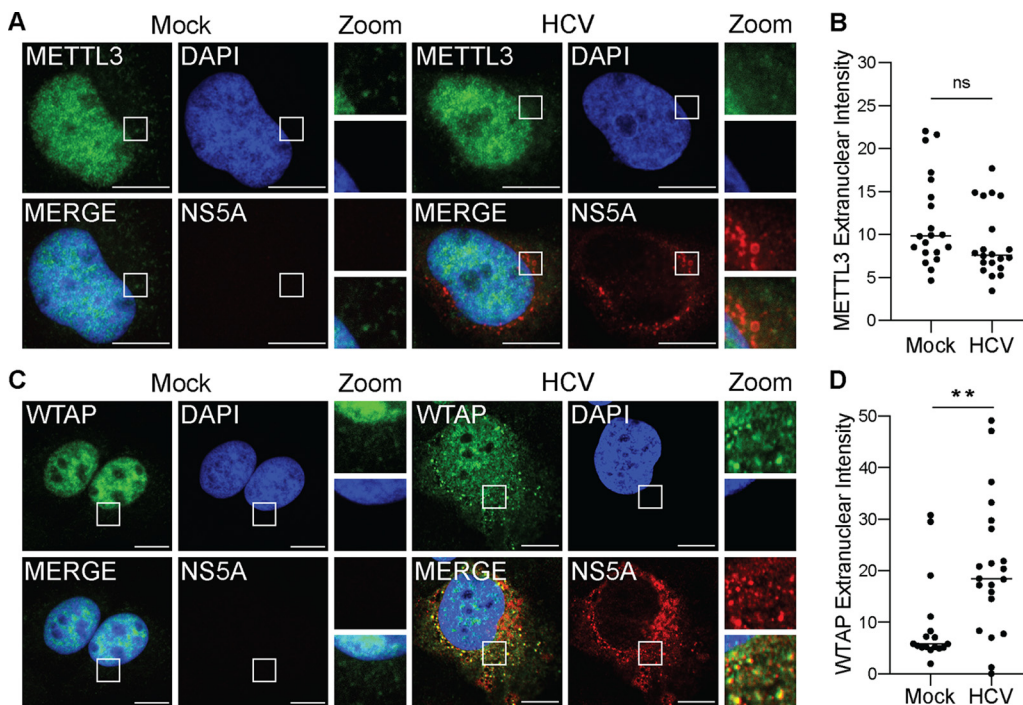 A
Mock
Zoom
HCV
Zoom
METTL3
DAPI
METTL3
DAPI
MERGE
NS5A
MERGE
NS5A
B
METTL3 Extranuclear Intensity
30
25
20
15
10
5
0
ns
Mock
HCV
C
Mock
Zoom
HCV
Zoom
WTAP
DAPI
WTAP
DAPI
MERGE
NS5A
MERGE
NS5A
D
WTAP Extranuclear Intensity
50
40
30
20
10
0
**
Mock
HCV